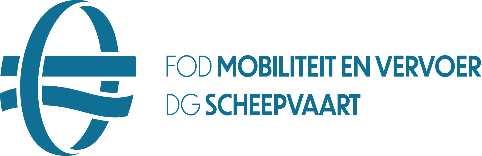 FOD MOBILITEIT EN VERVOER
DG SCHEEPVAART